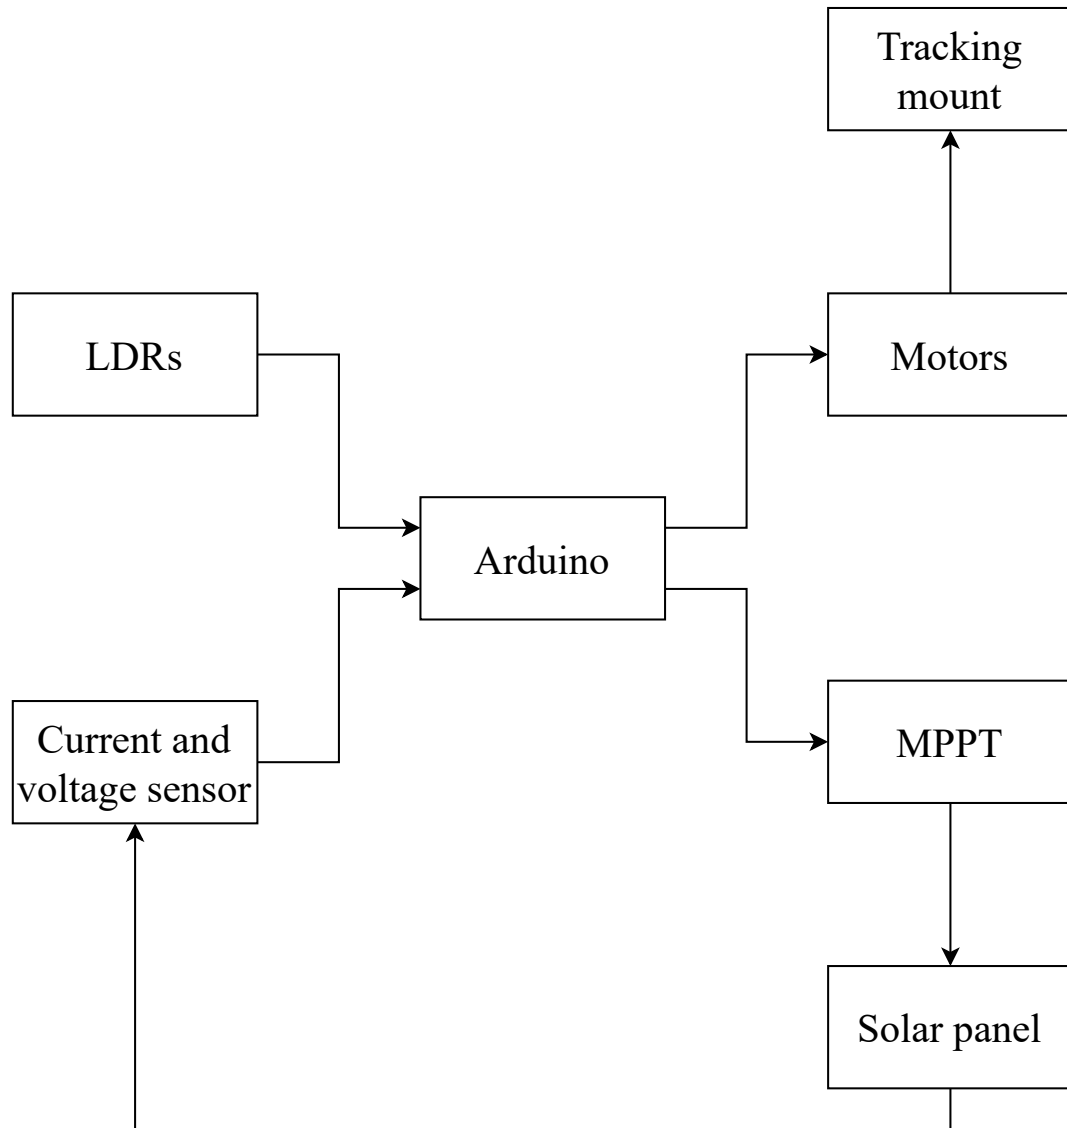 Tracking
mount
LDRs
Motors
Arduino
Current and
voltage sensor
MPPT
Solar panel